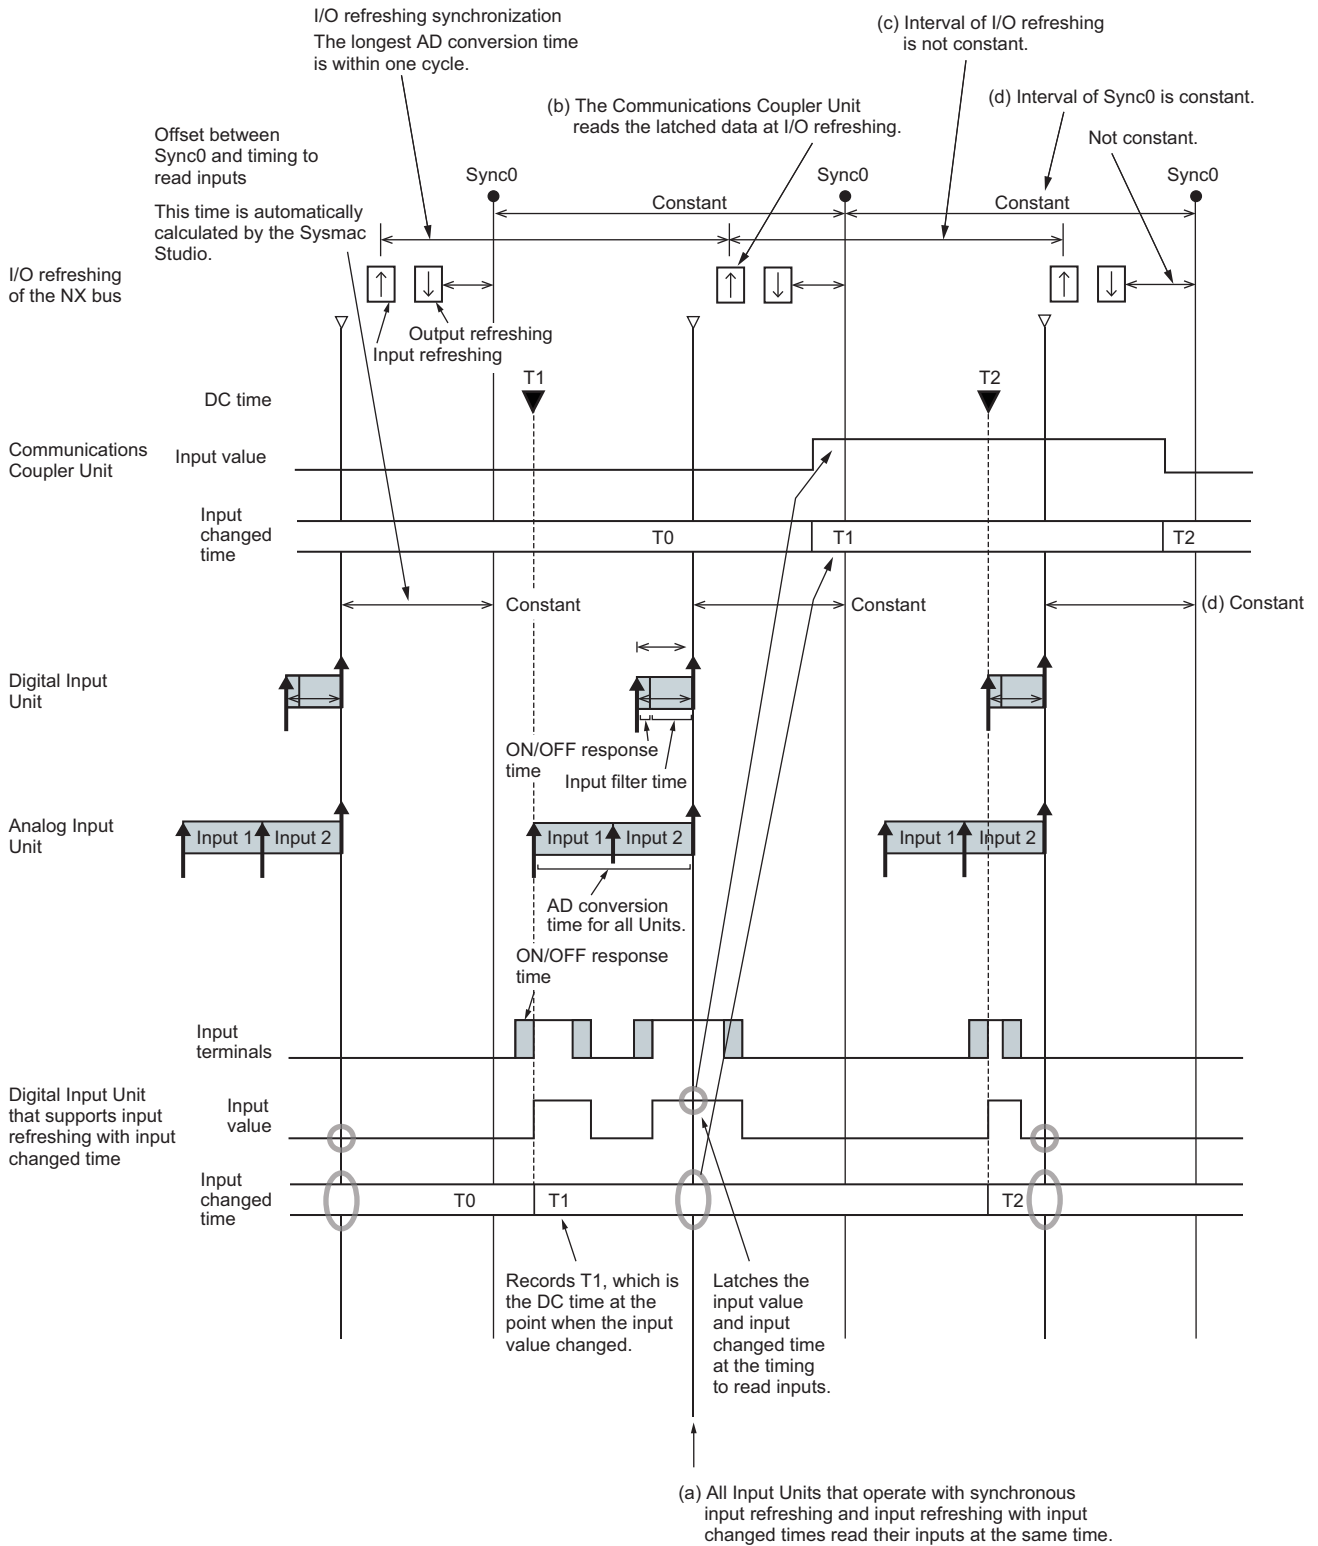 I/O refreshing synchronization
The longest AD conversion time
is within one cycle.
(c) Interval of I/O refreshing
is not constant.
(b) The Communications Coupler Unit
reads the latched data at I/O refreshing.
(d) Interval of Sync0 is constant.
Not constant.
Offset between
Sync0 and timing to
read inputs
This time is automatically
calculated by the Sysmac
Studio.
Sync0
Sync0
Sync0
Constant
Constant
I/O refreshing
of the NX bus
Output refreshing
Input refreshing
T1
T2
DC time
Communications
Coupler Unit
Input value
Input
changed
time
T0
T1
T2
Constant
Constant
(d) Constant
Digital Input
Unit
ON/OFF response
time
Input filter time
Analog Input
Unit
Input 1
Input 2
Input 1
Input 2
Input 1
Input 2
AD conversion
time for all Units.
ON/OFF response
time
Input
terminals
Digital Input Unit
that supports input
refreshing with input
changed time
Input
value
Input
changed
time
T0
T1
T2
Records T1, which is
the DC time at the
point when the input
value changed.
Latches the
input value
and input
changed time
at the timing
to read inputs.
(a) All Input Units that operate with synchronous
input refreshing and input refreshing with input
changed times read their inputs at the same time.